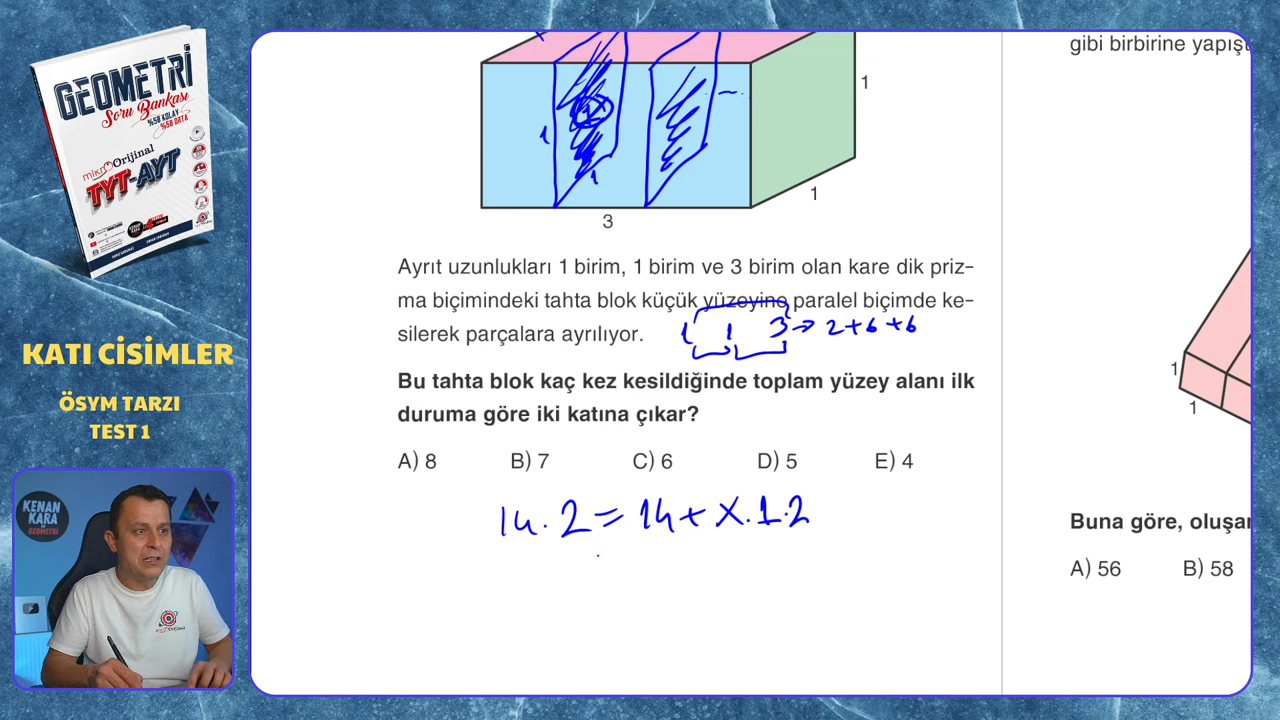 GEOMETRİ
Soru Bankası
%50 KOLAY
%50 ORTA
mikro Orijinal
TYT-AYT
KATI CİSİMLER
ÖSYM TARZI
TEST 1
KENAN
KARA
GEOMETRİ
1
1
1
1
3
Ayrıt uzunlukları 1 birim, 1 birim ve 3 birim olan kare dik priz-
ma biçimindeki tahta blok küçük yüzeyine paralel biçimde ke-
silerek parçalara ayrılıyor.
1 1 3 → 2+6+6
Bu tahta blok kaç kez kesildiğinde toplam yüzey alanı ilk
duruma göre iki katına çıkar?
A) 8 B) 7 C) 6 D) 5 E) 4
14.2=14+x.1.2
gibi birbirine yapışt
1
1
Buna göre, oluşar
A) 56 B) 58